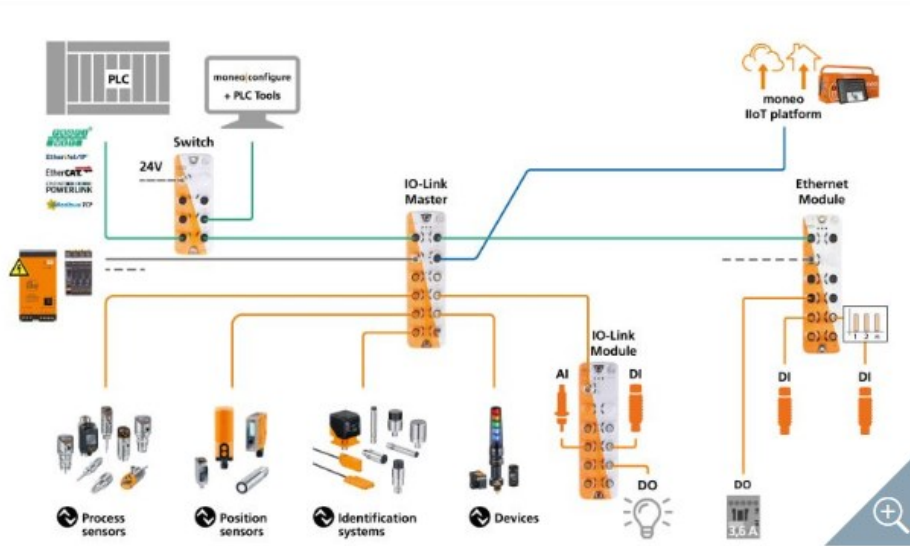 PLC
moneo|configure
+ PLC Tools
moneo
IIoT platform
Switch
24V
EtherNet/IP
EtherCAT
POWERLINK
Modbus TCP
IO-Link
Master
Ethernet
Module
IO-Link
Module
AI
DI
DI
DI
1 2 n
DO
DO
3,6 A
Process
sensors
Position
sensors
Identification
systems
Devices